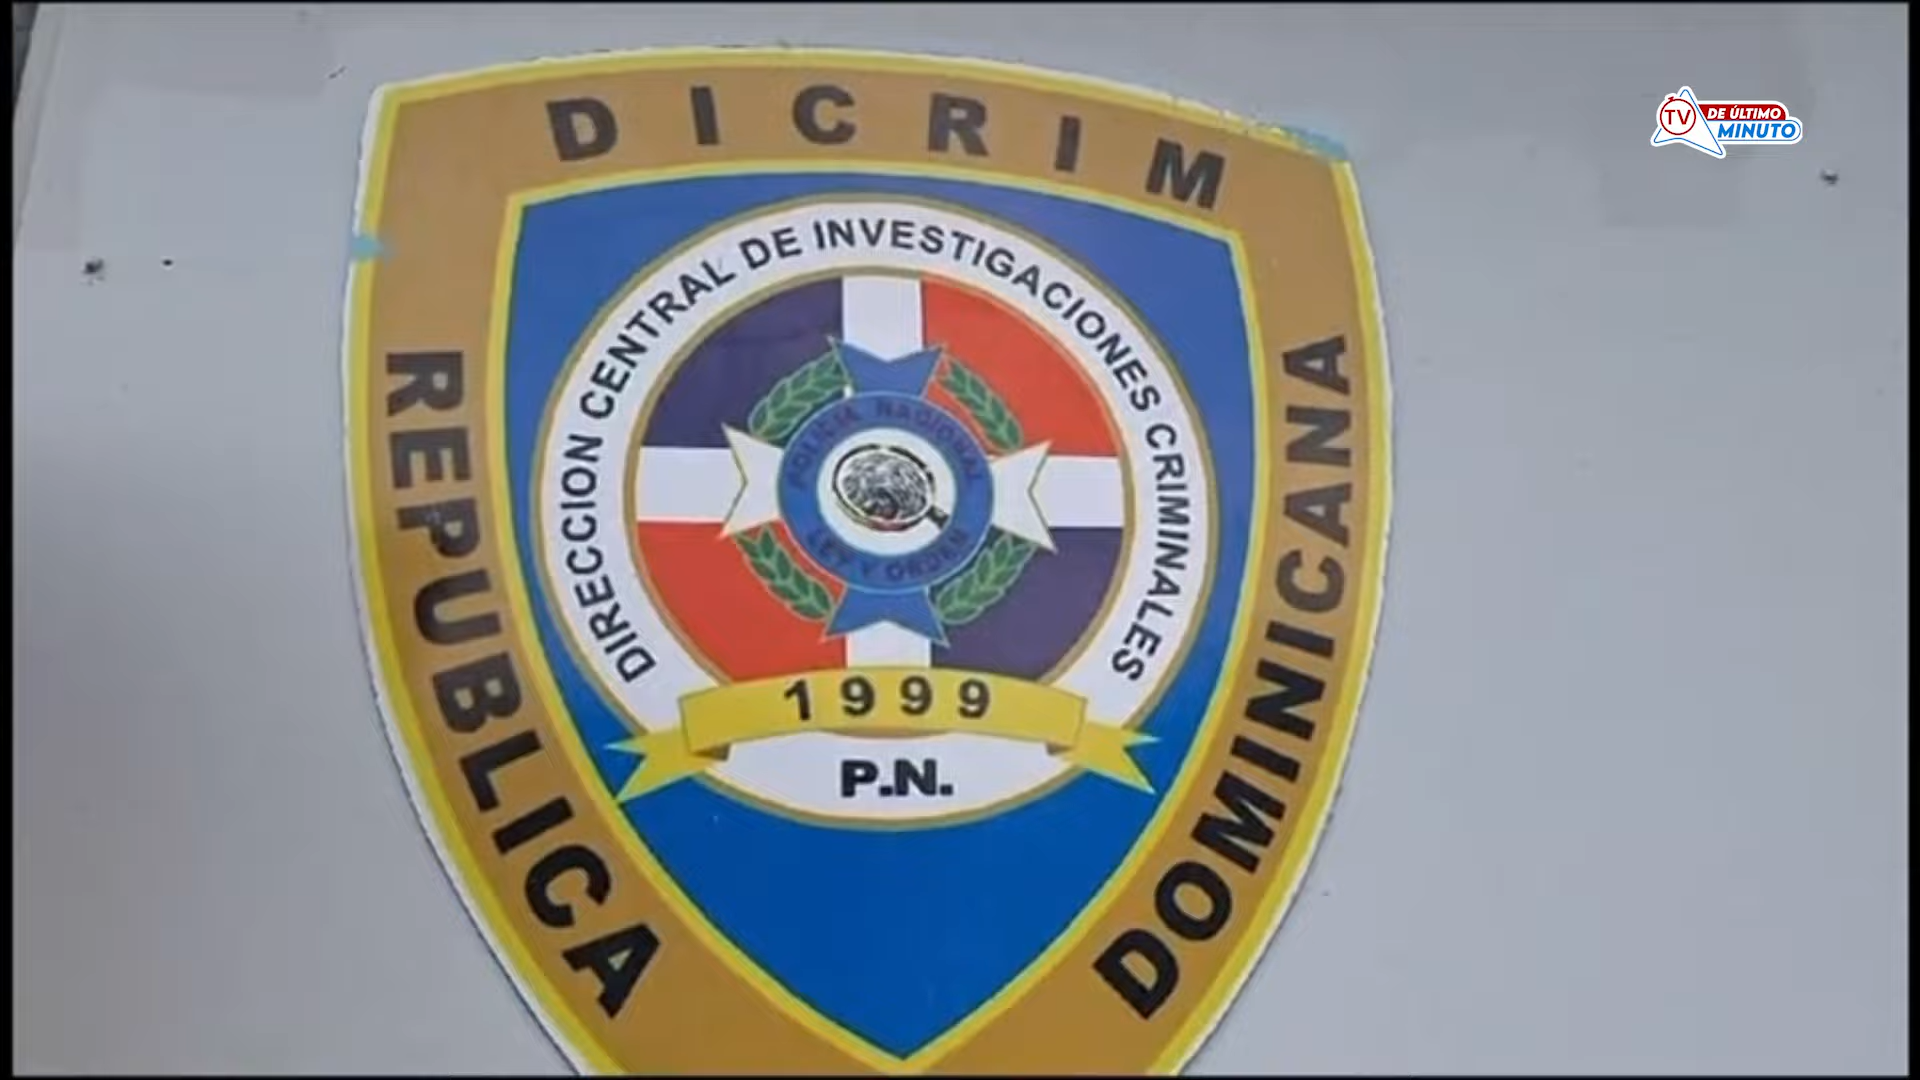 DICRIM
REPUBLICA
DOMINICANA
DIRECCION CENTRAL DE INVESTIGACIONES CRIMINALES
POLICIA NACIONAL
LEY Y ORDEN
1999
P.N.
TV DE ÚLTIMO
MINUTO